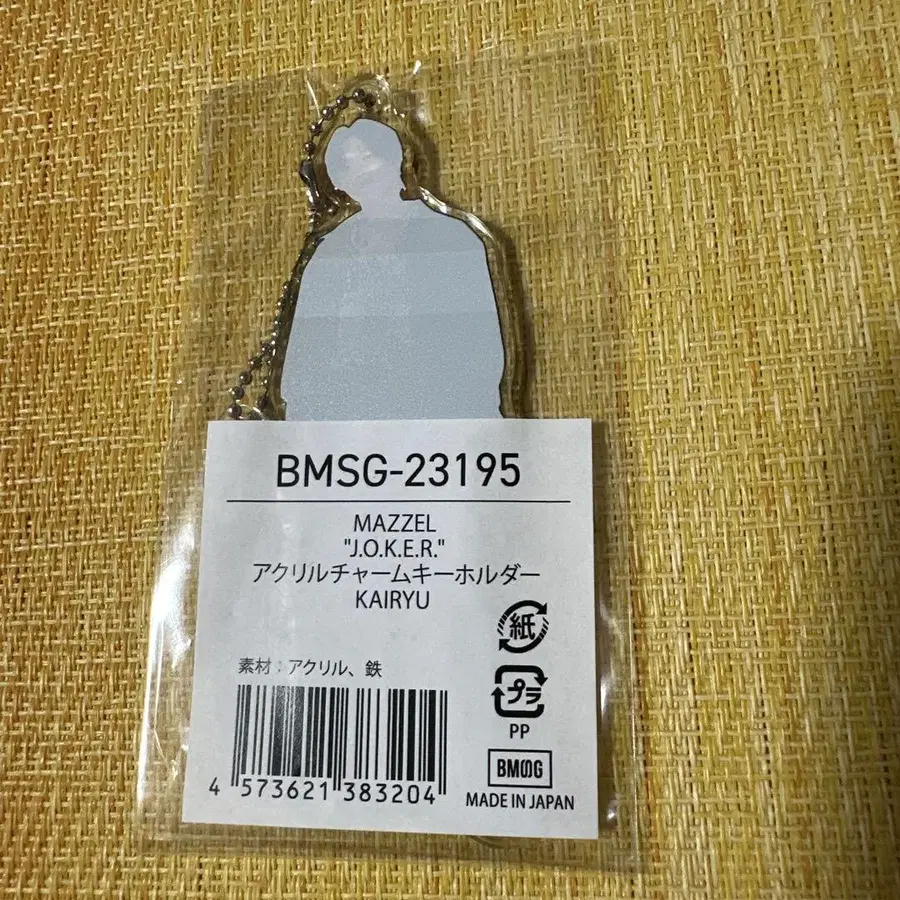 BMSG-23195
MAZZEL
"J.O.K.E.R."
アクリルチャームキーホルダー
KAIRYU
紙
素材：アクリル、鉄
プラ
PP
BMSG
4 573621 383204
MADE IN JAPAN